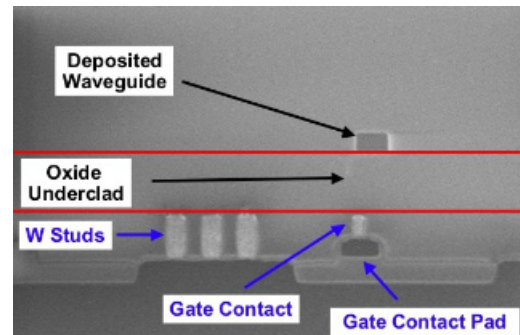 Deposited
Waveguide
Oxide
Underclad
W Studs
Gate Contact
Gate Contact Pad